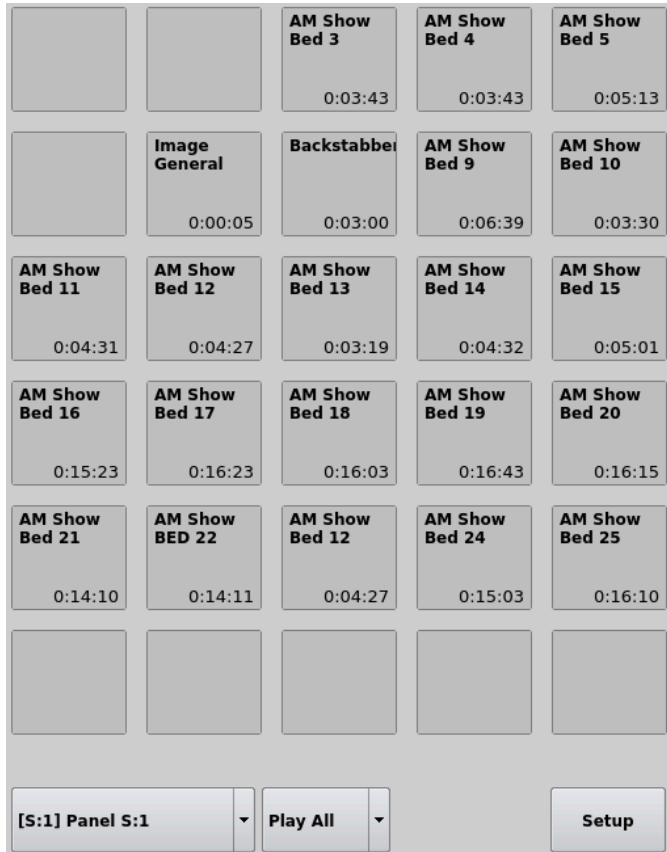 AM Show
Bed 3
0:03:43
AM Show
Bed 4
0:03:43
AM Show
Bed 5
0:05:13
Image
General
0:00:05
Backstabber
0:03:00
AM Show
Bed 9
0:06:39
AM Show
Bed 10
0:03:30
AM Show
Bed 11
0:04:31
AM Show
Bed 12
0:04:27
AM Show
Bed 13
0:03:19
AM Show
Bed 14
0:04:32
AM Show
Bed 15
0:05:01
AM Show
Bed 16
0:15:23
AM Show
Bed 17
0:16:23
AM Show
Bed 18
0:16:03
AM Show
Bed 19
0:16:43
AM Show
Bed 20
0:16:15
AM Show
Bed 21
0:14:10
AM Show
BED 22
0:14:11
AM Show
Bed 12
0:04:27
AM Show
Bed 24
0:15:03
AM Show
Bed 25
0:16:10
[S:1] Panel S:1
Play All
Setup